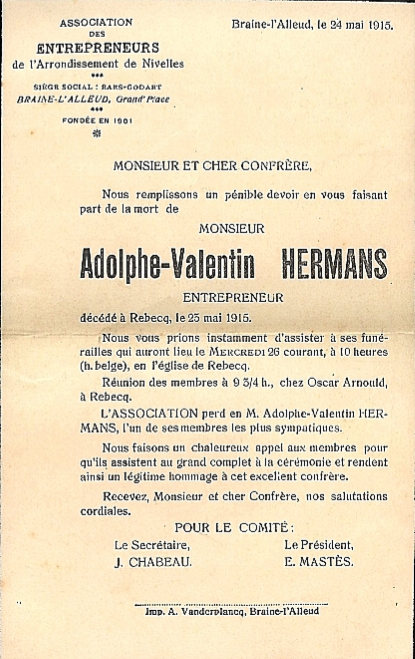 ASSOCIATION
DES
ENTREPRENEURS
de l'Arrondissement de Nivelles
***
SIÈGE SOCIAL : BARS-GODART
BRAINE-L'ALLEUD, Grand'Place
***
FONDÉE EN 1901
Braine-l'Alleud, le 24 mai 1915.
MONSIEUR ET CHER CONFRÈRE,
Nous remplissons un pénible devoir en vous faisant
part de la mort de
MONSIEUR
Adolphe-Valentin HERMANS
ENTREPRENEUR
décédé à Rebecq, le 23 mai 1915.
Nous vous prions instamment d'assister à ses funé-
railles qui auront lieu le MERCREDI 26 courant, à 10 heures
(h. belge), en l'église de Rebecq.
Réunion des membres à 9 3/4 h., chez Oscar Arnould,
à Rebecq.
L'ASSOCIATION perd en M. Adolphe-Valentin HER-
MANS, l'un de ses membres les plus sympatiques.
Nous faisons un chaleureux appel aux membres pour
qu'ils assistent au grand complet à la cérémonie et rendent
ainsi un légitime hommage à cet excellent confrère.
Recevez, Monsieur et cher Confrère, nos salutations
cordiales.
POUR LE COMITÉ :
Le Secrétaire,
J. CHABEAU.
Le Président,
E. MASTÈS.
Imp. A. Vanderplancq, Braine-l'Alleud